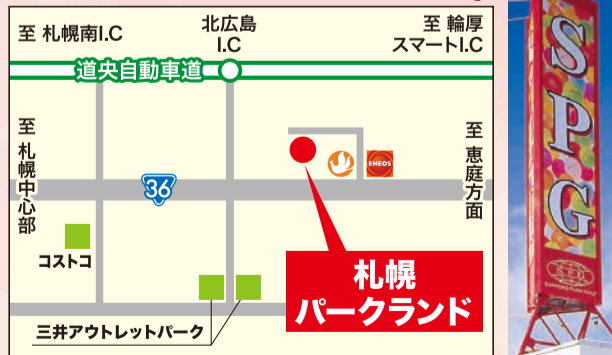 至 札幌南I.C
北広島
I.C
至 輪厚
スマートI.C
道央自動車道
至 札幌中心部
36
ENEOS
至 恵庭方面
コストコ
札幌
パークランド
三井アウトレットパーク
SPG
SPG